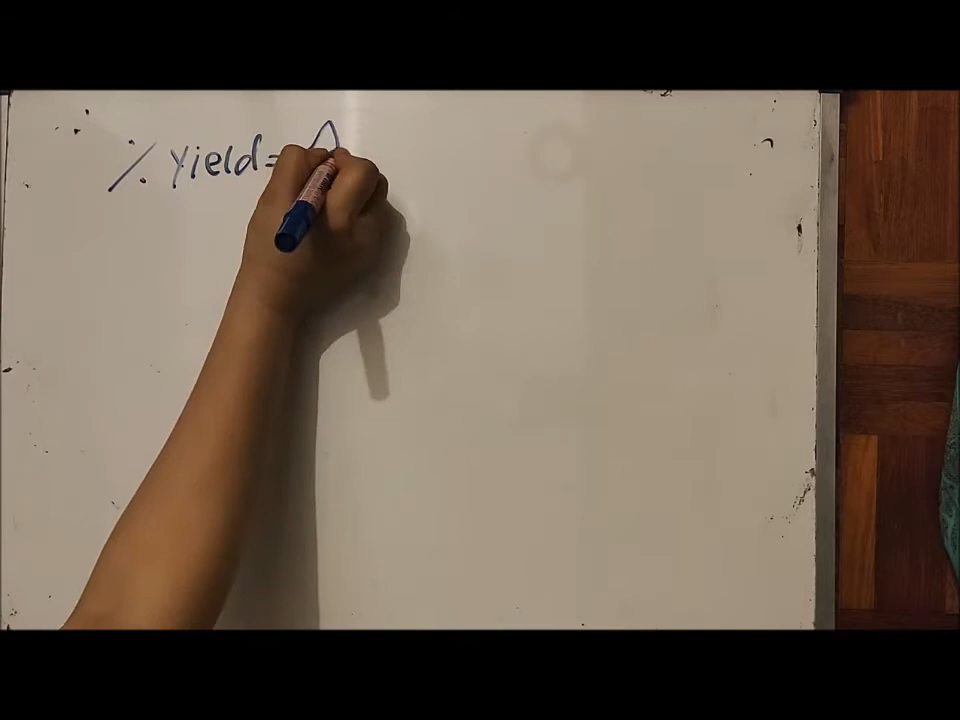 % Yield = A